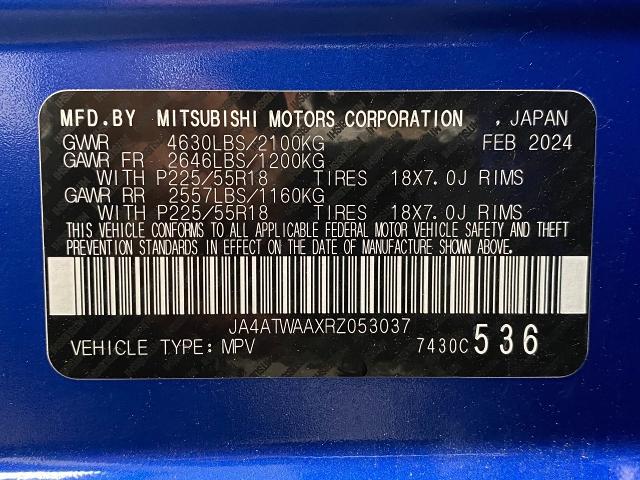 MFD.BY MITSUBISHI MOTORS CORPORATION , JAPAN
GVWR 4630LBS/2100KG FEB 2024
GAWR FR 2646LBS/1200KG
WITH P225/55R18 TIRES 18X7.0J RIMS
GAWR RR 2557LBS/1160KG
WITH P225/55R18 TIRES 18X7.0J RIMS
THIS VEHICLE CONFORMS TO ALL APPLICABLE FEDERAL MOTOR VEHICLE SAFETY AND THEFT
PREVENTION STANDARDS IN EFFECT ON THE DATE OF MANUFACTURE SHOWN ABOVE.
JA4ATWAAXRZ053037
VEHICLE TYPE: MPV 7430C 536